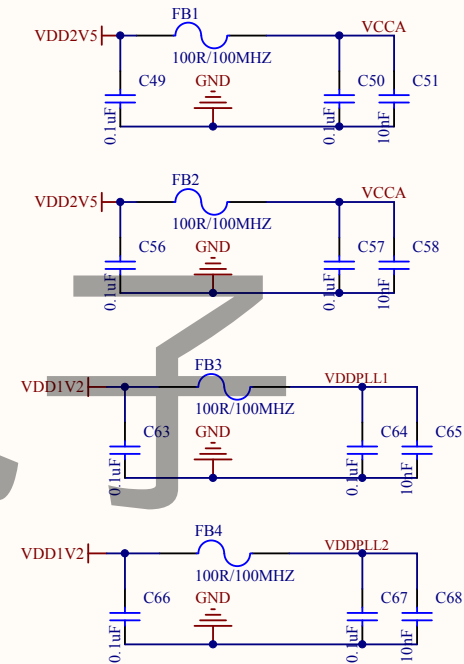 FB1
VDD2V5
VCCA
100R/100MHZ
C49
GND
C50
C51
0.1uF
0.1uF
10nF
FB2
VDD2V5
VCCA
100R/100MHZ
C56
GND
C57
C58
0.1uF
0.1uF
10nF
FB3
VDD1V2
VDDPLL1
100R/100MHZ
C63
GND
C64
C65
0.1uF
0.1uF
10nF
FB4
VDD1V2
VDDPLL2
100R/100MHZ
C66
GND
C67
C68
0.1uF
0.1uF
10nF